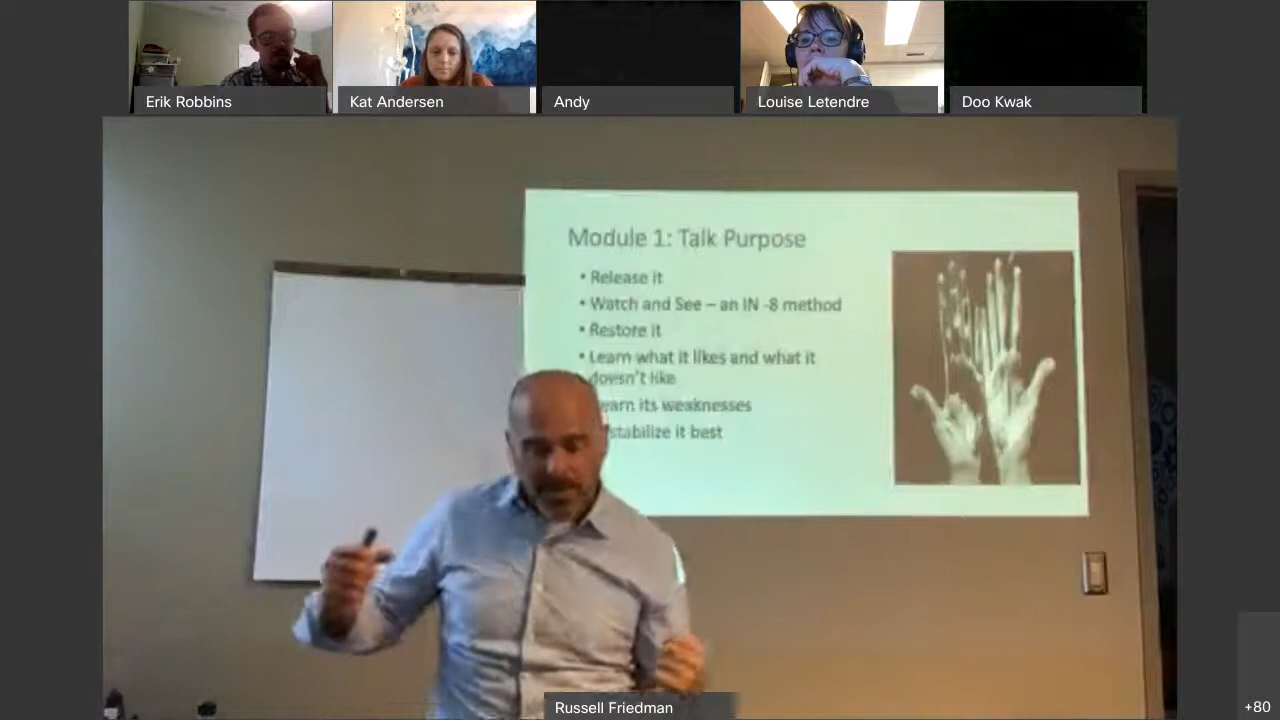 Erik Robbins
Kat Andersen
Andy
Louise Letendre
Doo Kwak
Module 1: Talk Purpose
• Release it
• Watch and See – an IN -8 method
• Restore it
• Learn what it likes and what it
doesn't like
earn its weaknesses
stabilize it best
Russell Friedman
+80